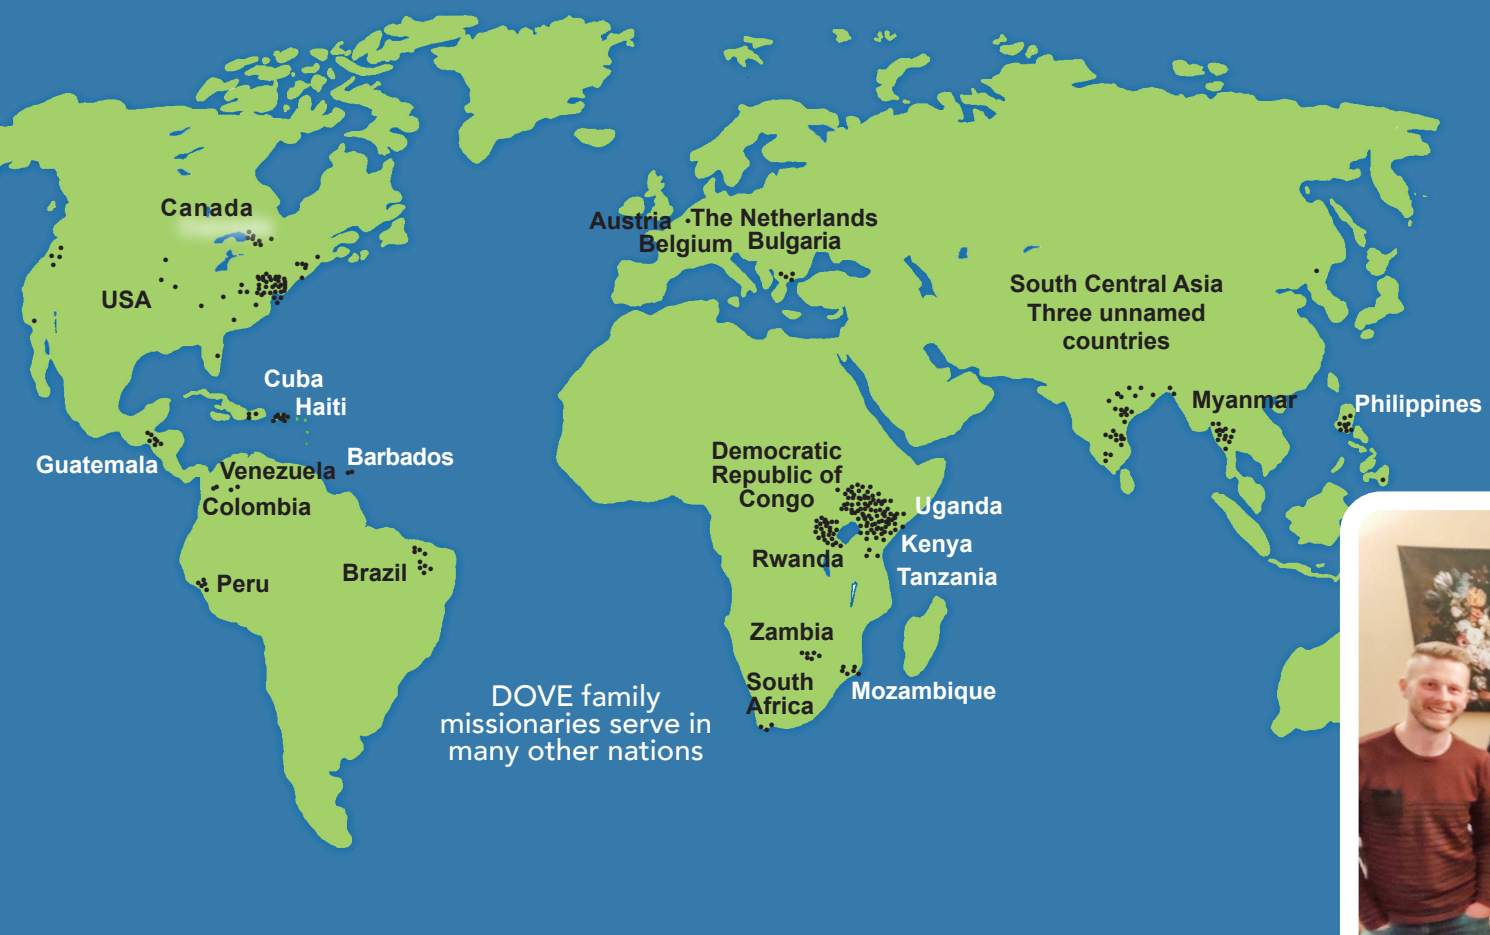 Canada
USA
Cuba
Haiti
Guatemala
Venezuela
Barbados
Colombia
Peru
Brazil
Austria
The Netherlands
Belgium
Bulgaria
South Central Asia
Three unnamed
countries
Myanmar
Philippines
Democratic
Republic of
Congo
Uganda
Kenya
Rwanda
Tanzania
Zambia
South
Africa
Mozambique
DOVE family
missionaries serve in
many other nations